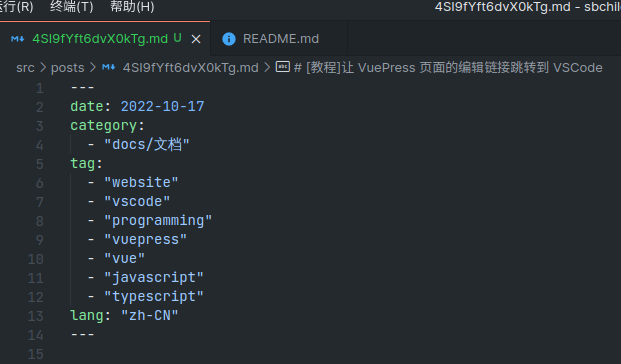 运行(R) 终端(T) 帮助(H) 4SI9fYft6dvX0kTg.md - sbchil
4SI9fYft6dvX0kTg.md U README.md
src > posts > 4SI9fYft6dvX0kTg.md > # [教程]让 VuePress 页面的编辑链接跳转到 VSCode
1 ---
2 date: 2022-10-17
3 category:
4 - "docs/文档"
5 tag:
6 - "website"
7 - "vscode"
8 - "programming"
9 - "vuepress"
10 - "vue"
11 - "javascript"
12 - "typescript"
13 lang: "zh-CN"
14 ---
15